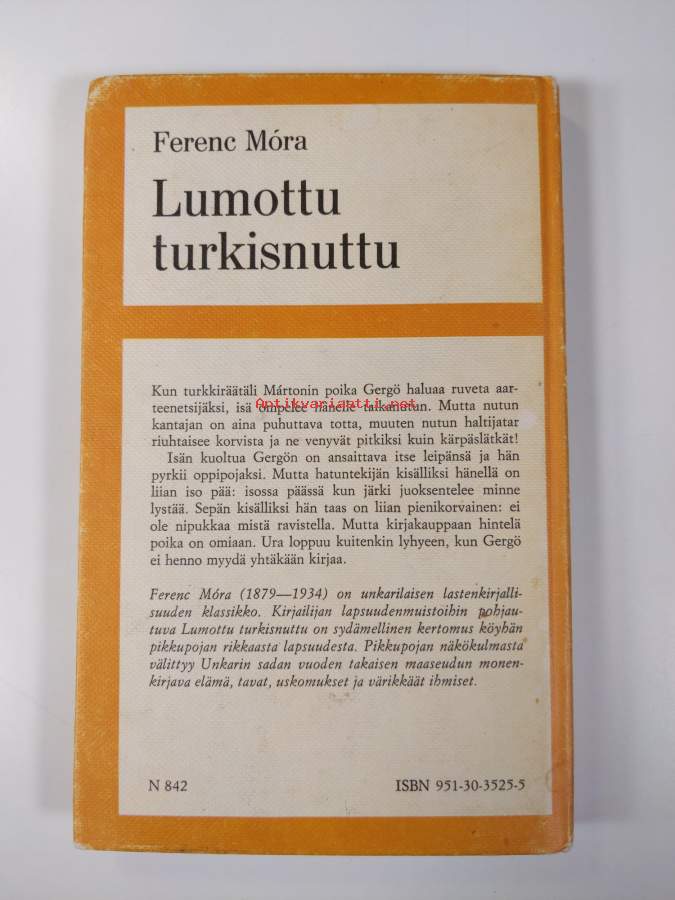 Ferenc Móra
Lumottu
turkisnuttu
Kun turkkiräätäli Mártonin poika Gergö haluaa ruveta aar-
teenetsijäksi, isä ompelee hänelle taikanutun. Mutta nutun
Antikvariantti.net
kantajan on aina puhuttava totta, muuten nutun haltijatar
riuhtaisee korvista ja ne venyvät pitkiksi kuin kärpäslätkät!
Isän kuoltua Gergön on ansaittava itse leipänsä ja hän
pyrkii oppipojaksi. Mutta hatuntekijän kisälliksi hänellä on
liian iso pää: isossa päässä kun järki juoksentelee minne
lystää. Sepän kisälliksi hän taas on liian pienikorvainen: ei
ole nipukkaa mistä ravistella. Mutta kirjakauppaan hintelä
poika on omiaan. Ura loppuu kuitenkin lyhyeen, kun Gergö
ei henno myydä yhtäkään kirjaa.
Ferenc Móra (1879—1934) on unkarilaisen lastenkirjalli-
suuden klassikko. Kirjailijan lapsuudenmuistoihin pohjau-
tuva Lumottu turkisnuttu on sydämellinen kertomus köyhän
pikkupojan rikkaasta lapsuudesta. Pikkupojan näkökulmasta
välittyy Unkarin sadan vuoden takaisen maaseudun monen-
kirjava elämä, tavat, uskomukset ja värikkäät ihmiset.
N 842
ISBN 951-30-3525-5